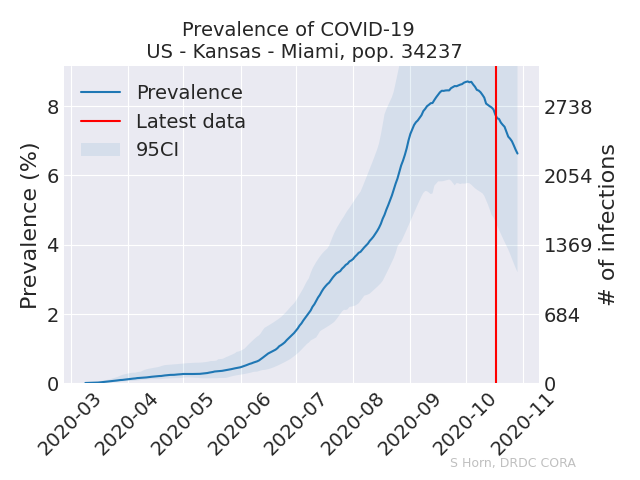 Prevalence of COVID-19
US - Kansas - Miami, pop. 34237
Prevalence
Latest data
95CI
Prevalence (%)
8
6
4
2
0
2738
2054
1369
684
0
# of infections
2020-03
2020-04
2020-05
2020-06
2020-07
2020-08
2020-09
2020-10
2020-11
S Horn, DRDC CORA